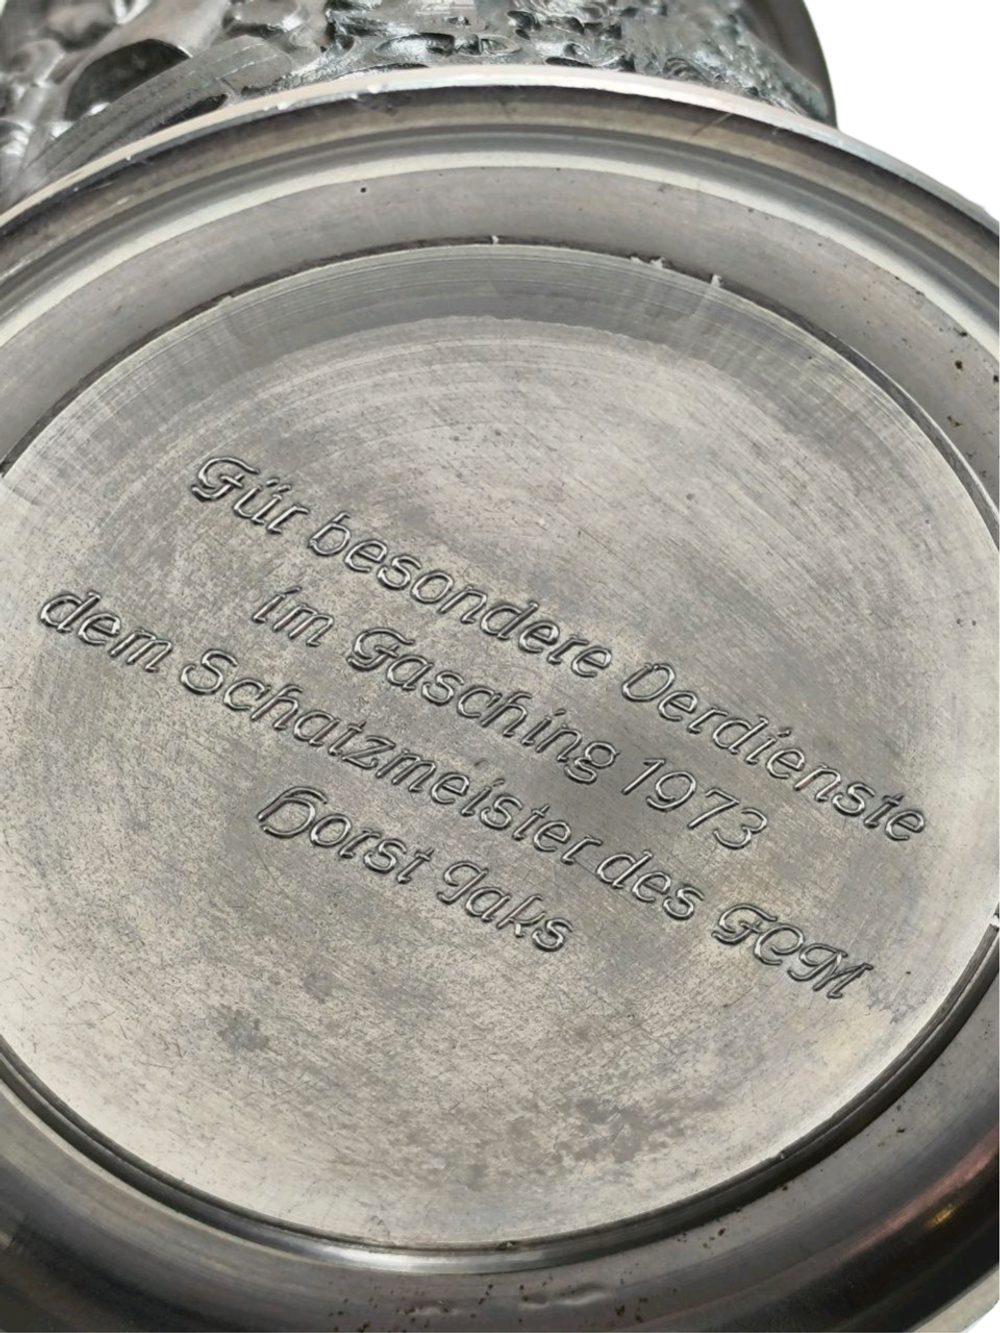 Für besondere Verdienste
im Fasching 1973
dem Schatzmeister des FCM
Horst Jaks